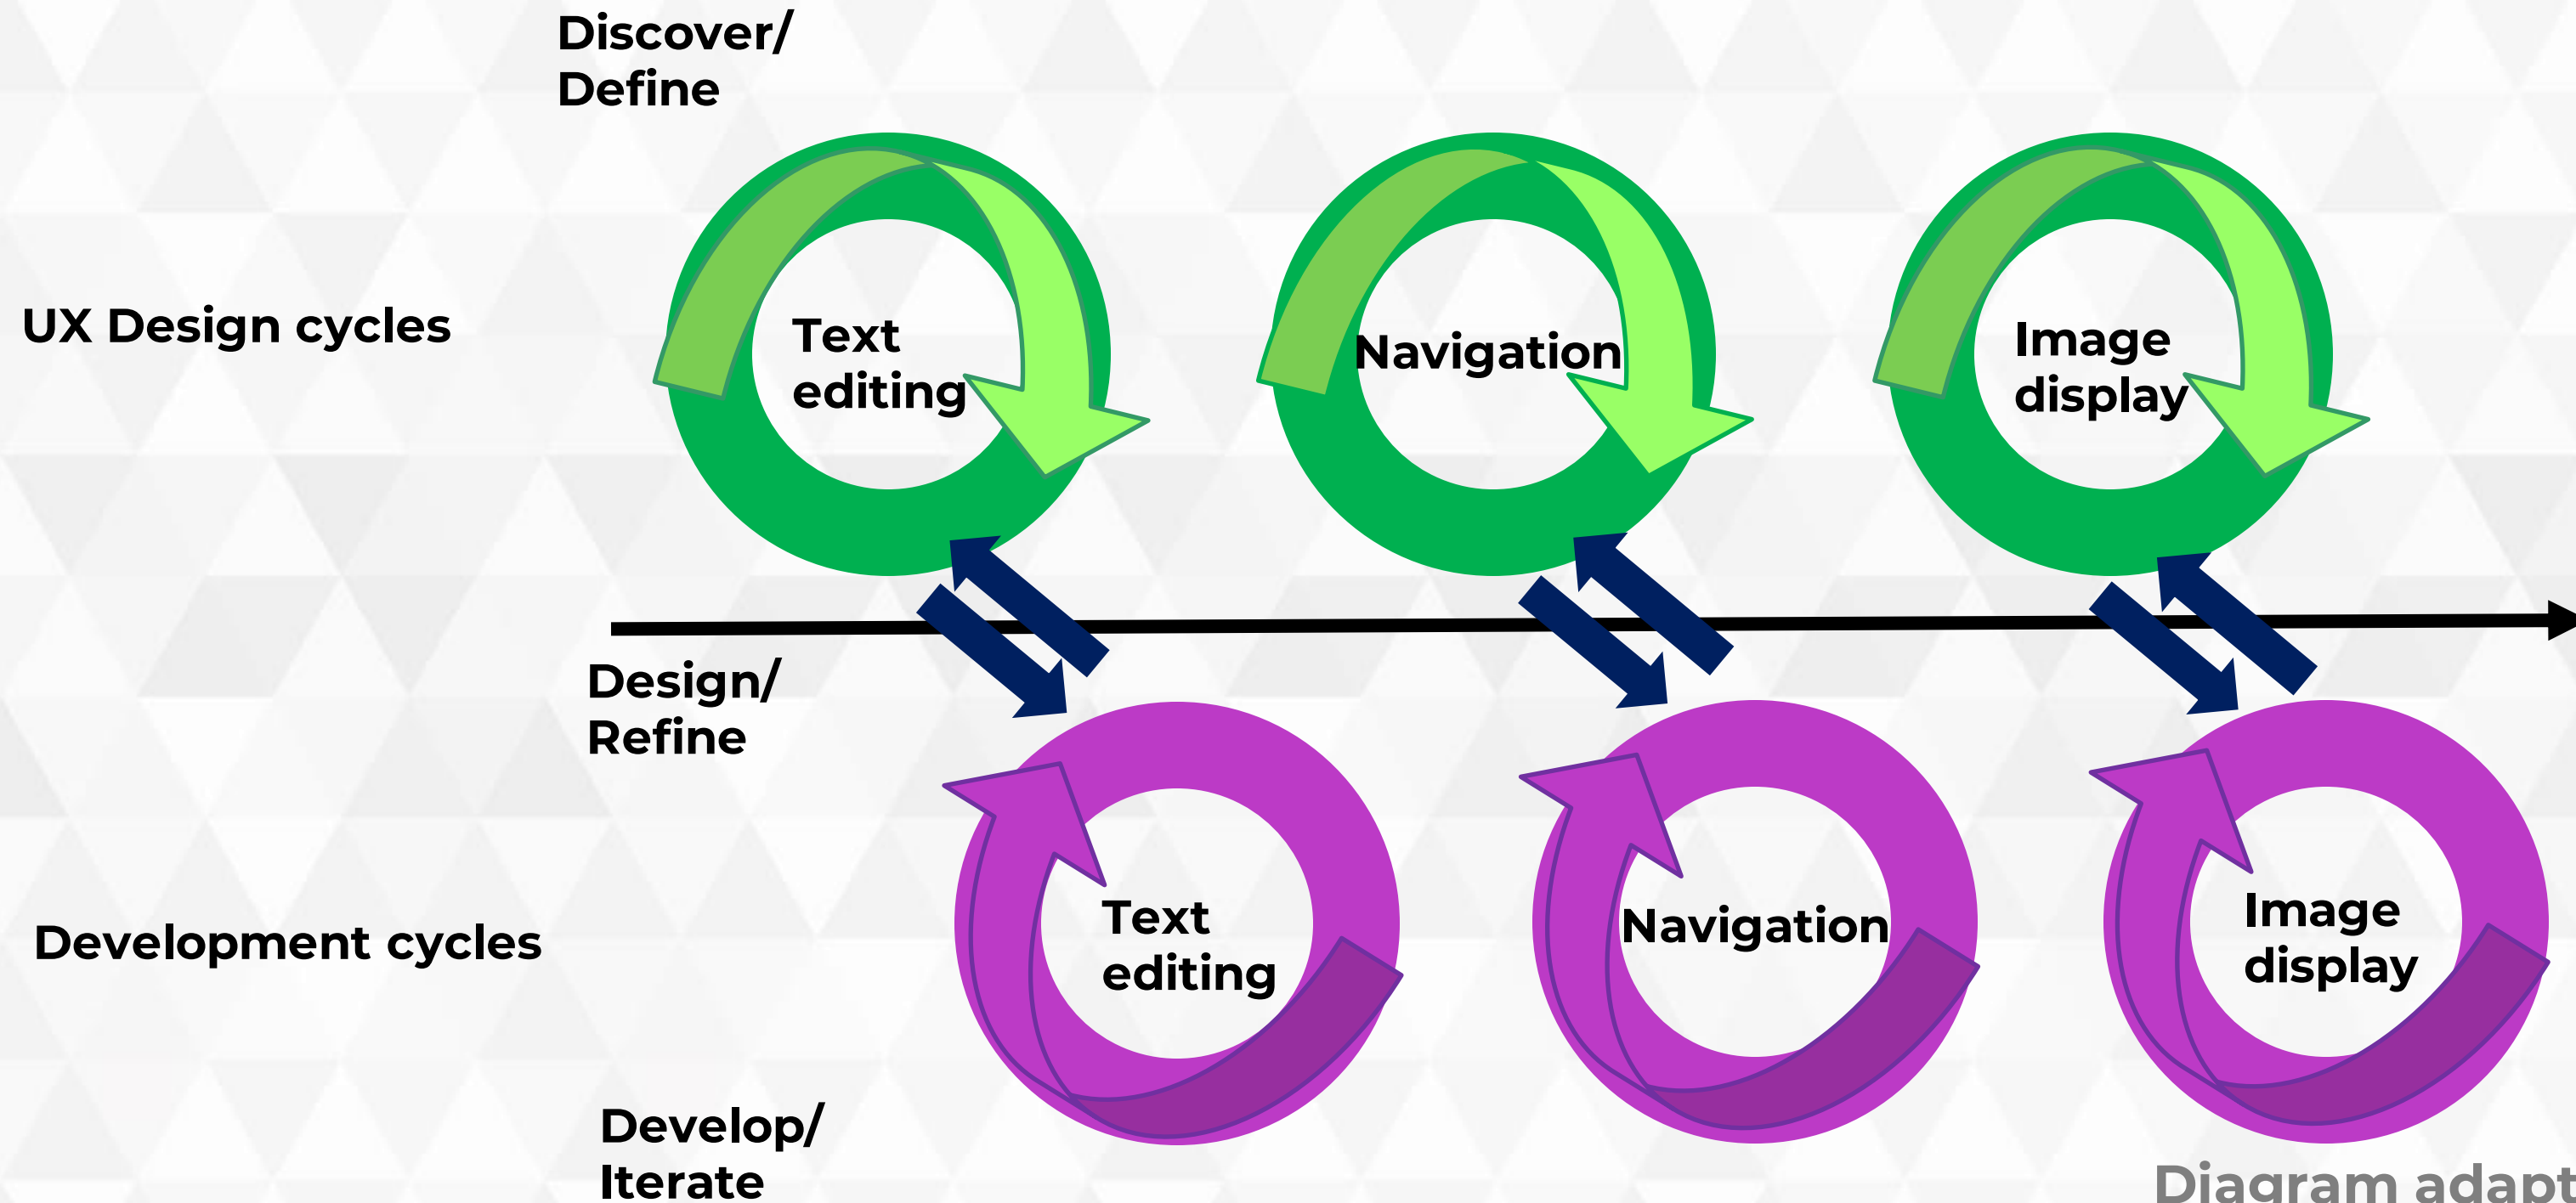 Discover/
Define
UX Design cycles
Text
editing
Navigation
Image
display
Design/
Refine
Development cycles
Text
editing
Navigation
Image
display
Develop/
Iterate
Diagram adapt